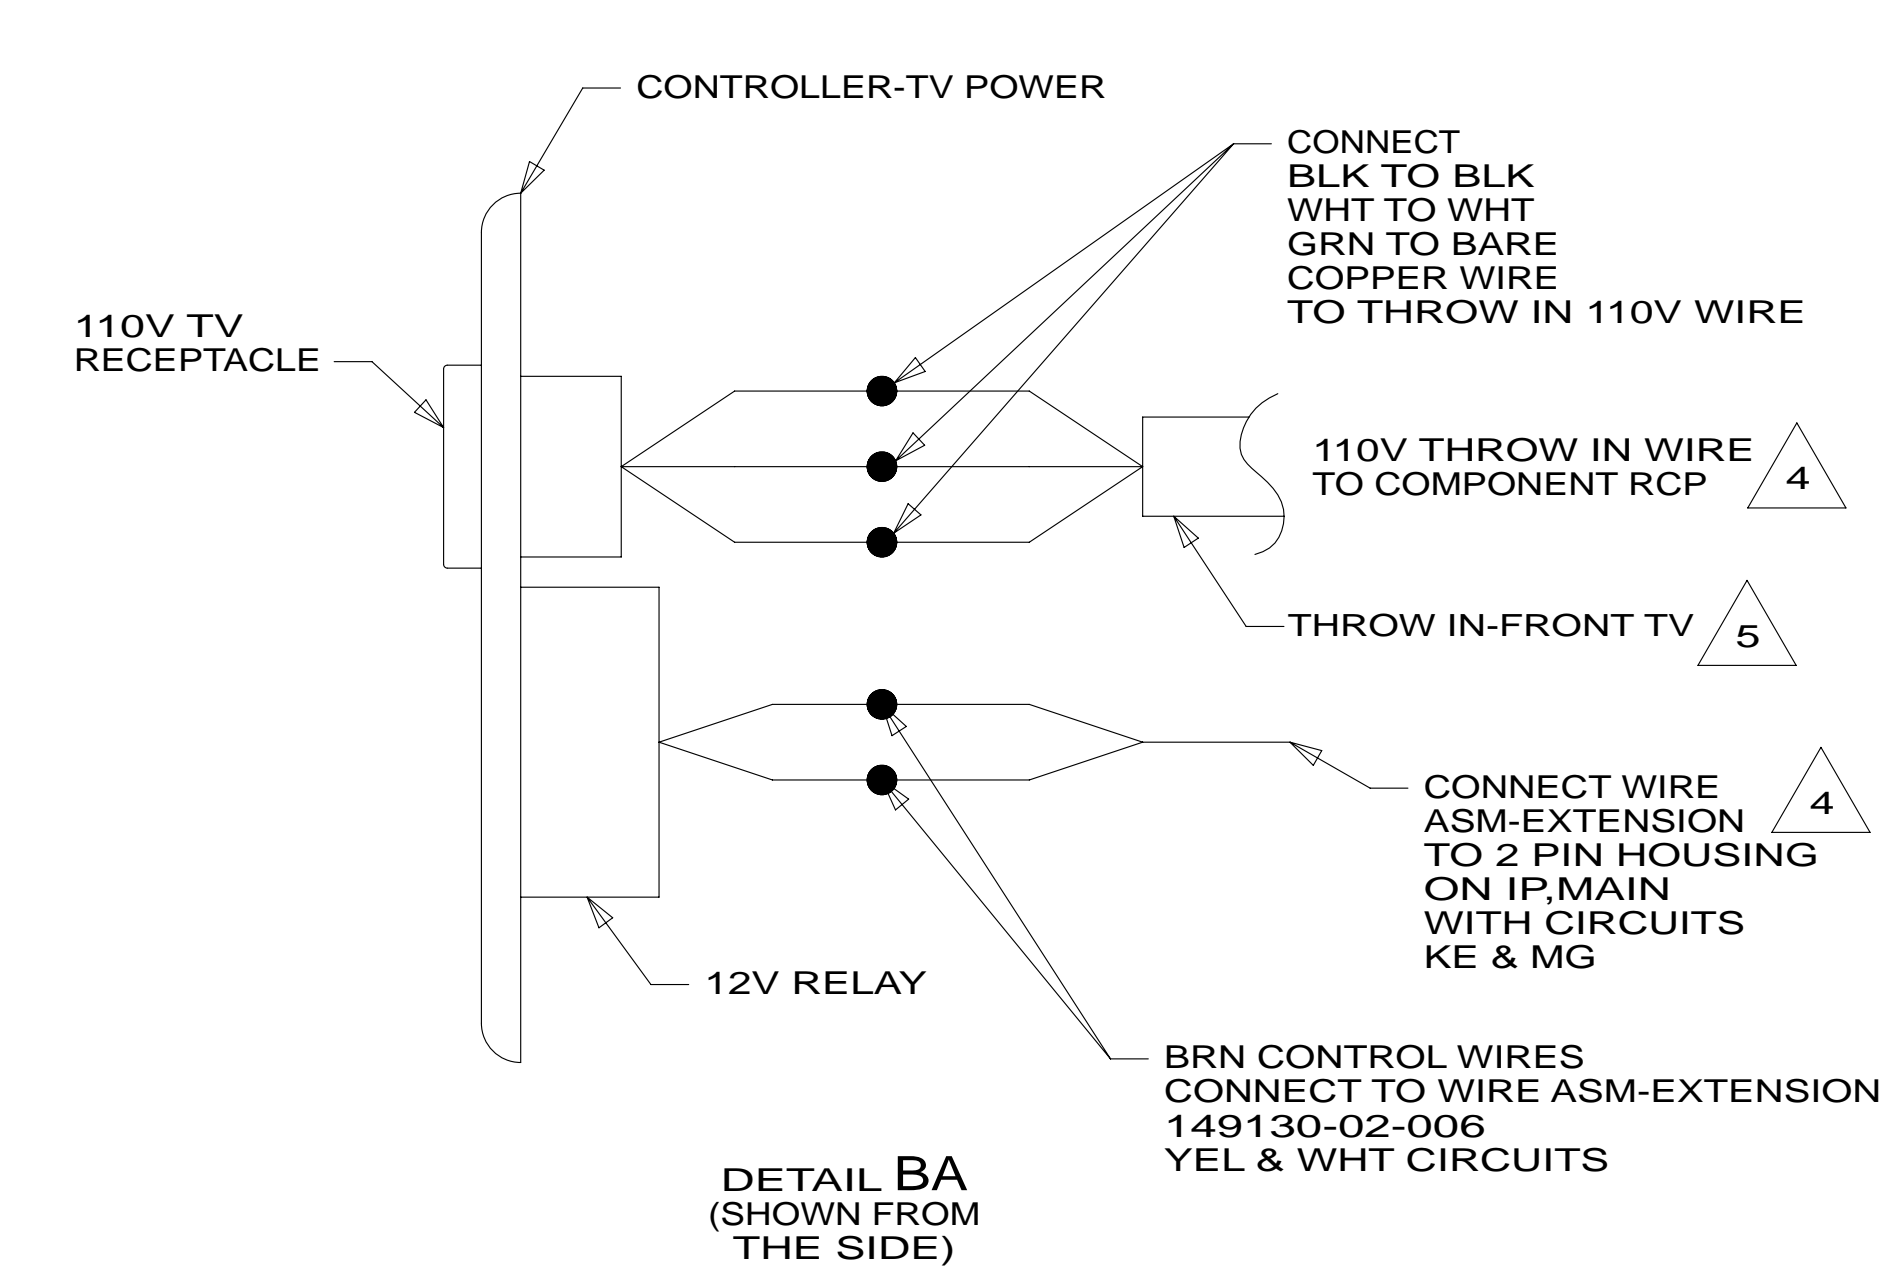 CONTROLLER-TV POWER
CONNECT
BLK TO BLK
WHT TO WHT
GRN TO BARE
COPPER WIRE
TO THROW IN 110V WIRE
110V TV
RECEPTACLE
110V THROW IN WIRE
TO COMPONENT RCP
4
THROW IN-FRONT TV
5
CONNECT WIRE
ASM-EXTENSION
TO 2 PIN HOUSING
ON IP,MAIN
WITH CIRCUITS
KE & MG
4
12V RELAY
BRN CONTROL WIRES
CONNECT TO WIRE ASM-EXTENSION
149130-02-006
YEL & WHT CIRCUITS
DETAIL BA
(SHOWN FROM
THE SIDE)